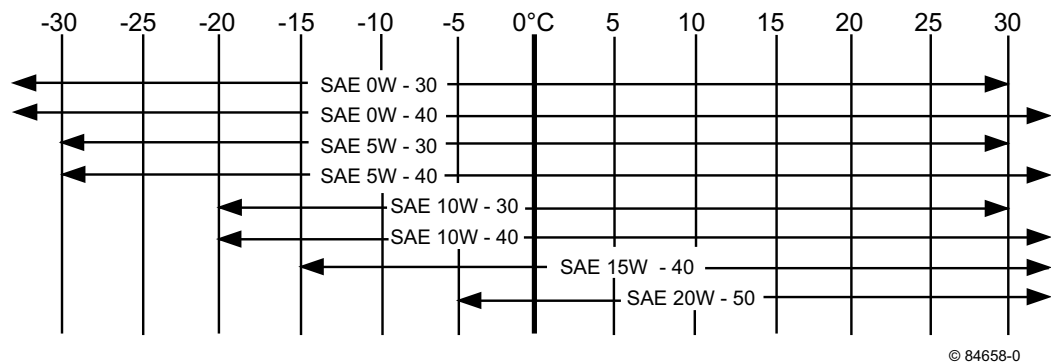 -30 -25 -20 -15 -10 -5 0°C 5 10 15 20 25 30
SAE 0W - 30
SAE 0W - 40
SAE 5W - 30
SAE 5W - 40
SAE 10W - 30
SAE 10W - 40
SAE 15W - 40
SAE 20W - 50
© 84658-0